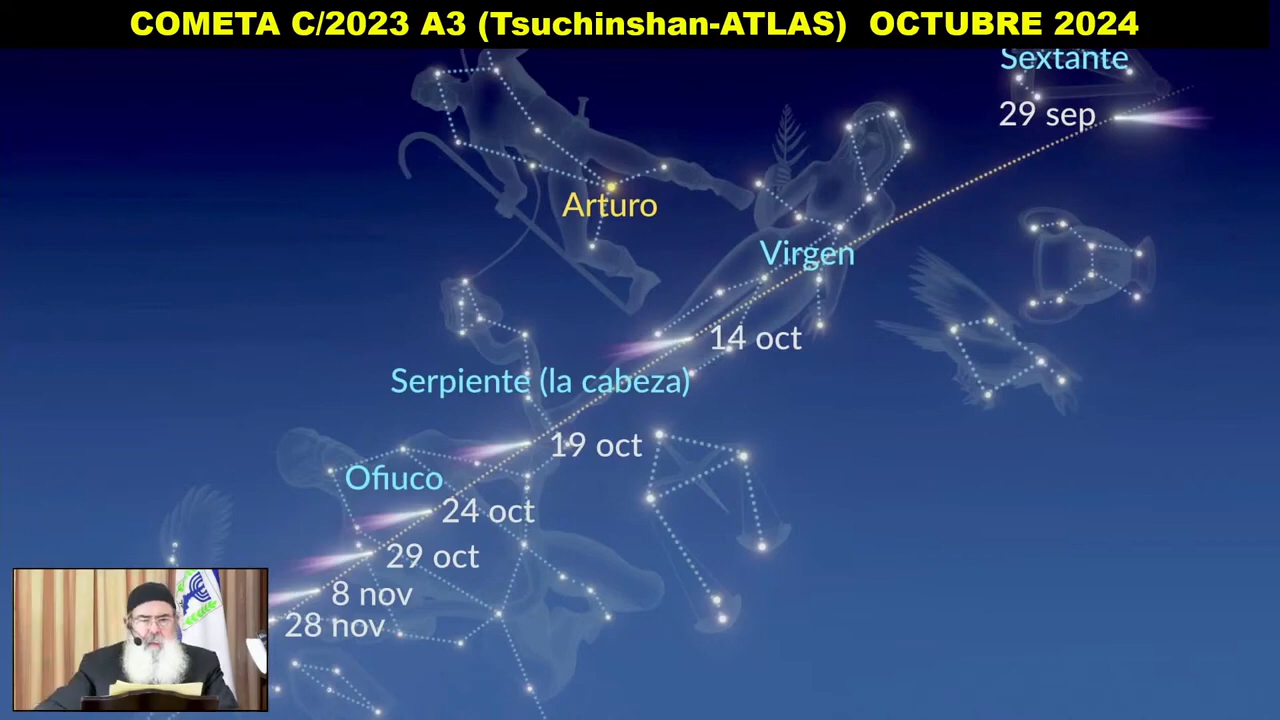 COMETA C/2023 A3 (Tsuchinshan-ATLAS) OCTUBRE 2024
Sextante
29 sep
Arturo
Virgen
14 oct
Serpiente (la cabeza)
19 oct
Ofiuco
24 oct
29 oct
8 nov
28 nov